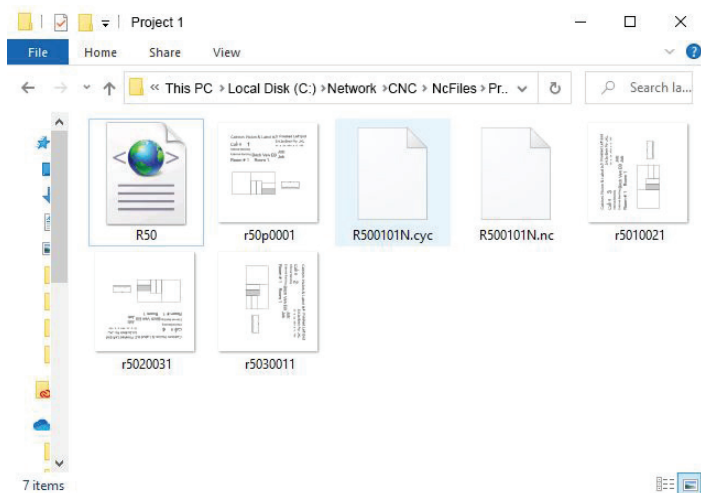 Project 1
File Home Share View
« This PC > Local Disk (C:) > Network > CNC > NcFiles > Pr.. Search la...
R50 r50p0001 R500101N.cyc R500101N.nc r5010021
r5020031 r5030011
7 items